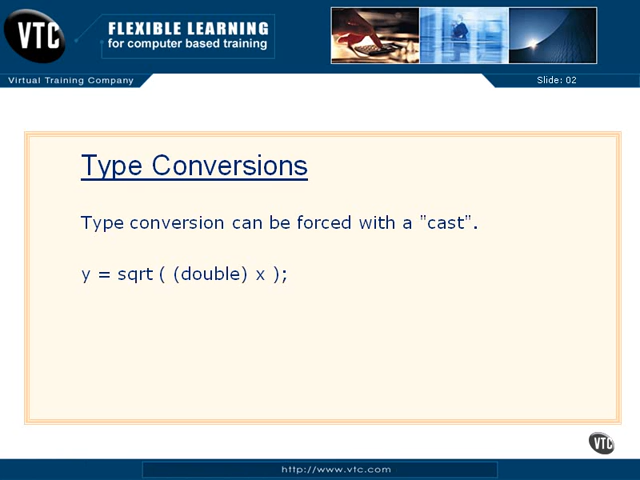 VTC
FLEXIBLE LEARNING
for computer based training
Virtual Training Company
Slide: 02
Type Conversions
Type conversion can be forced with a "cast".
y = sqrt ( (double) x );
VTC
http://www.vtc.com